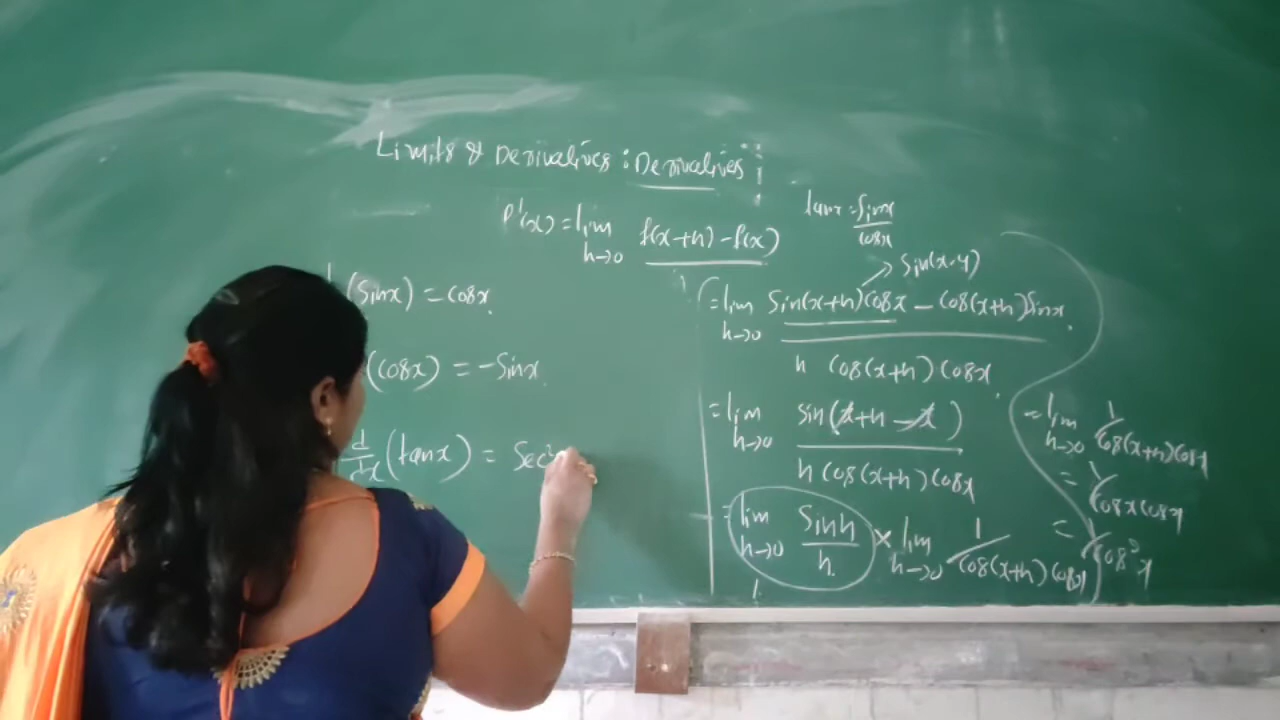 Limits & Derivatives : Derivatives :
f'(x) = lim h→0 f(x+h) - f(x)
tanx = sinx / cosx
sin(x-y)
(sinx) = cosx.
(cosx) = -sinx.
d/dx (tanx) = sec²
= lim h→0 sin(x+h)cosx - cos(x+h)sinx. / h cos(x+h) cosx
= lim h→0 sin(x+h-x) / h cos(x+h) cosx
= lim h→0 sinh / h × lim h→0 1/cos(x+h) cosx
1
= lim h→0 1/cos(x+h)cosx
= 1/cosx cosx
= 1/cos²x